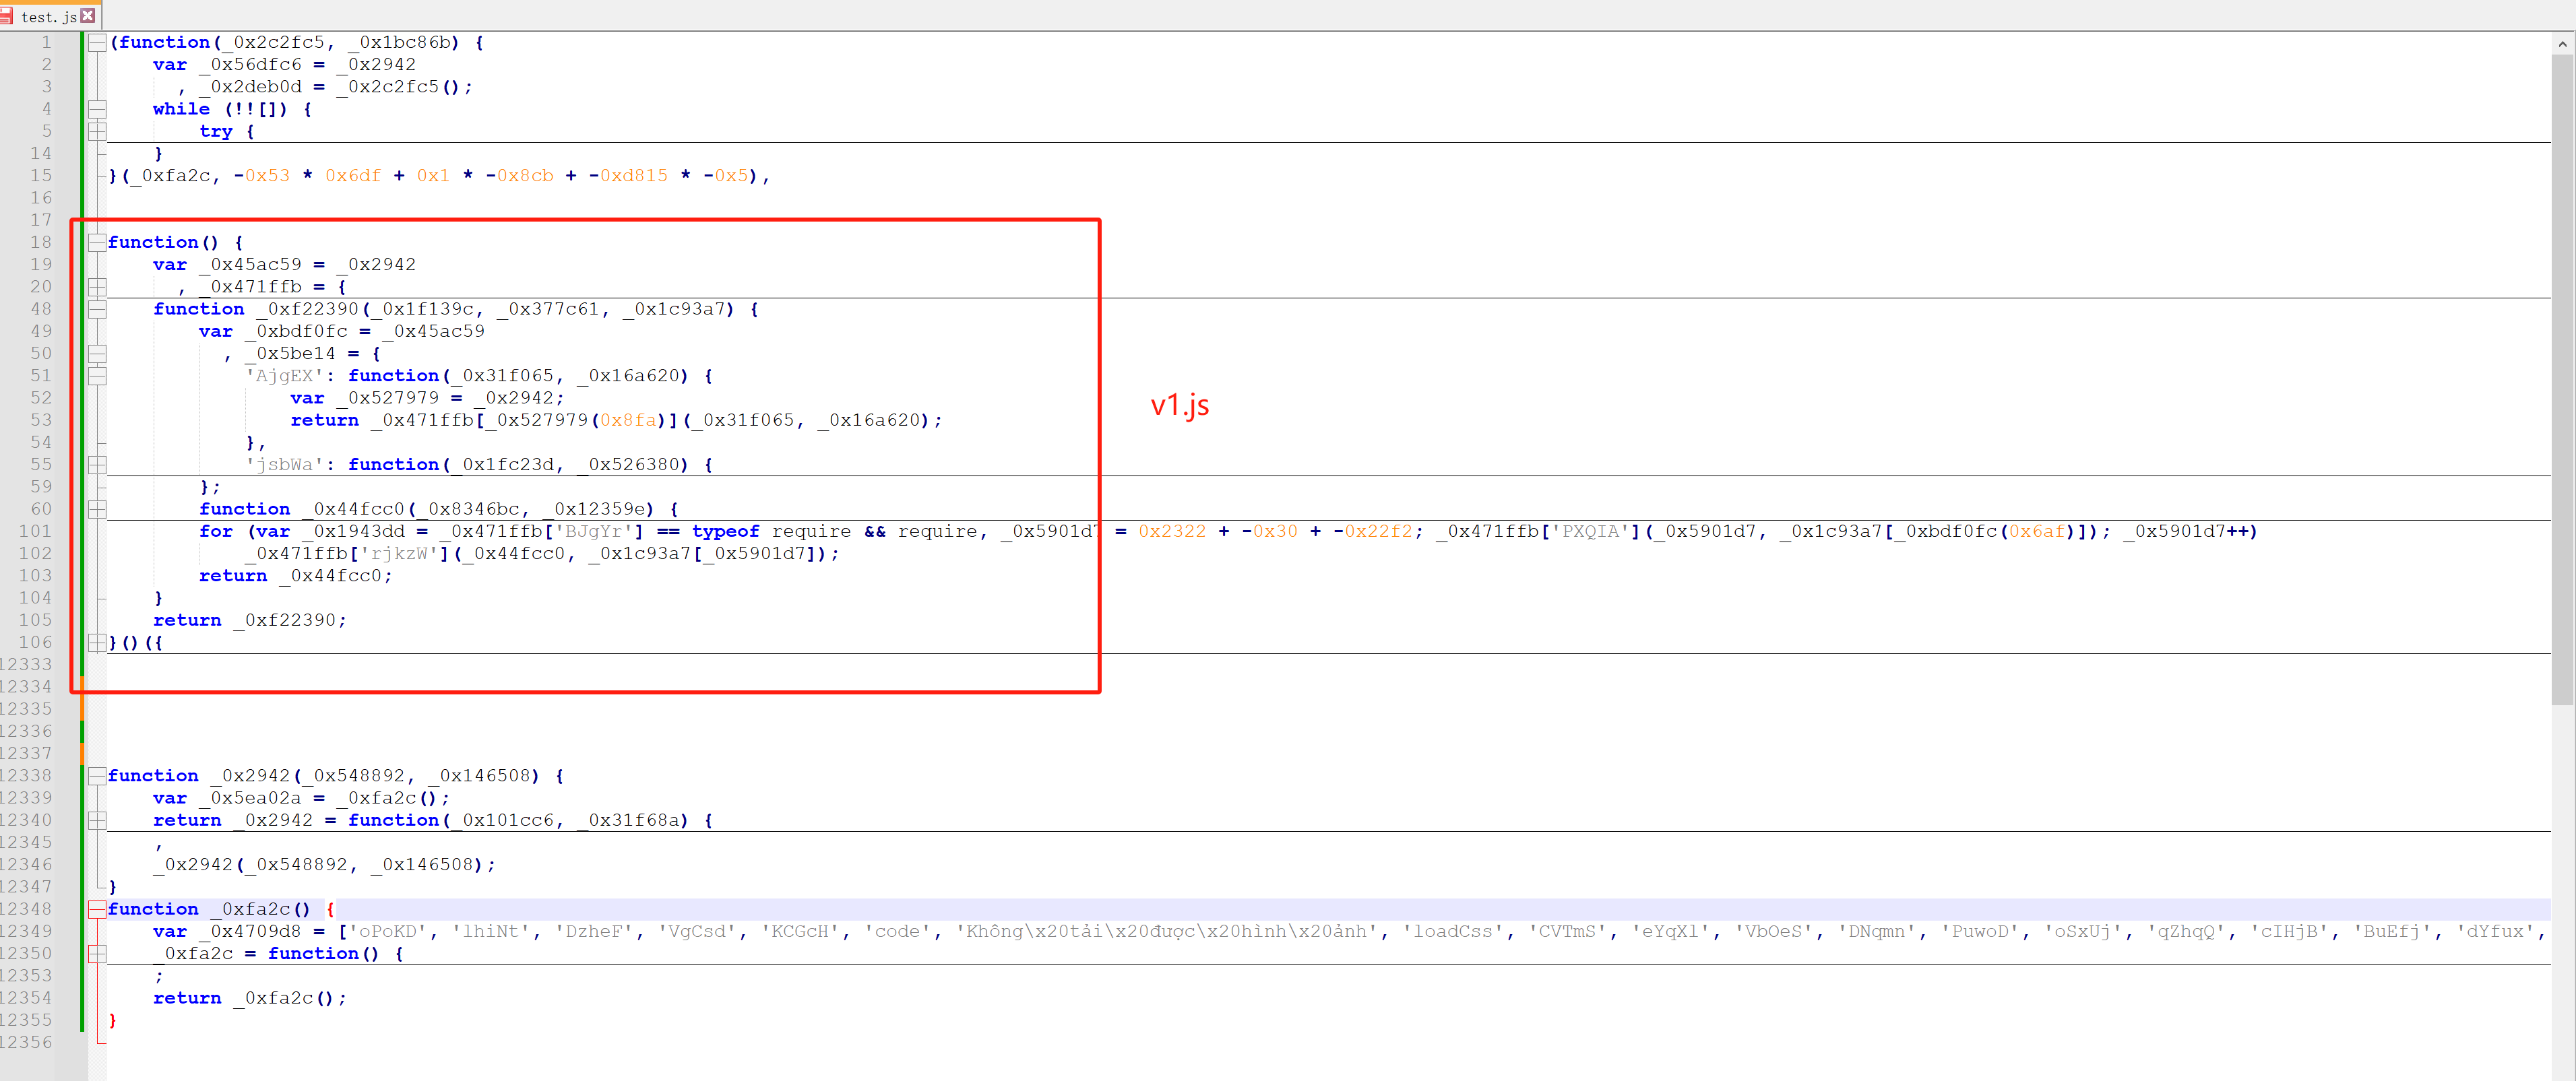 test.js
1 (function(_0x2c2fc5, _0x1bc86b) {
2 var _0x56dfc6 = _0x2942
3 , _0x2deb0d = _0x2c2fc5();
4 while (!![]) {
5 try {
14 }
15 }(_0xfa2c, -0x53 * 0x6df + 0x1 * -0x8cb + -0xd815 * -0x5),
16
17
18 function() {
19 var _0x45ac59 = _0x2942
20 , _0x471ffb = {
48 function _0xf22390(_0x1f139c, _0x377c61, _0x1c93a7) {
49 var _0xbdf0fc = _0x45ac59
50 , _0x5be14 = {
51 'AjgEX': function(_0x31f065, _0x16a620) {
52 var _0x527979 = _0x2942;
53 return _0x471ffb[_0x527979(0x8fa)](_0x31f065, _0x16a620);
54 },
55 'jsbWa': function(_0x1fc23d, _0x526380) {
59 };
60 function _0x44fcc0(_0x8346bc, _0x12359e) {
101 for (var _0x1943dd = _0x471ffb['BJgYr'] == typeof require && require, _0x5901d7 = 0x2322 + -0x30 + -0x22f2; _0x471ffb['PXQIA'](_0x5901d7, _0x1c93a7[_0xbdf0fc(0x6af)]); _0x5901d7++)
102 _0x471ffb['rjkzW'](_0x44fcc0, _0x1c93a7[_0x5901d7]);
103 return _0x44fcc0;
104 }
105 return _0xf22390;
106 }()({
v1.js
12333
12334
12335
12336
12337
12338 function _0x2942(_0x548892, _0x146508) {
12339 var _0x5ea02a = _0xfa2c();
12340 return _0x2942 = function(_0x101cc6, _0x31f68a) {
12345 ,
12346 _0x2942(_0x548892, _0x146508);
12347 }
12348 function _0xfa2c() {
12349 var _0x4709d8 = ['oPoKD', 'lhiNt', 'DzheF', 'VgCsd', 'KCGcH', 'code', 'Không\x20tải\x20được\x20hình\x20ảnh', 'loadCss', 'CVTmS', 'eYqXl', 'VbOeS', 'DNqmn', 'PuwoD', 'oSxUj', 'qZhqQ', 'cIHjB', 'BuEfj', 'dYfux',
12350 _0xfa2c = function() {
12353 ;
12354 return _0xfa2c();
12355 }
12356